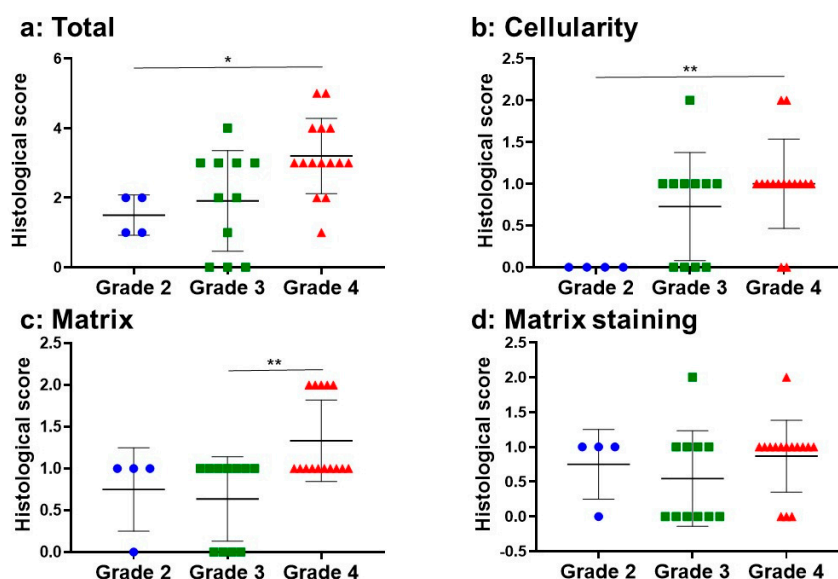 a: Total
Histological score
6
4
2
0
*
Grade 2 Grade 3 Grade 4
b: Cellularity
Histological score
2.5
2.0
1.5
1.0
0.5
0.0
**
Grade 2 Grade 3 Grade 4
c: Matrix
Histological score
2.5
2.0
1.5
1.0
0.5
0.0
**
Grade 2 Grade 3 Grade 4
d: Matrix staining
Histological score
2.5
2.0
1.5
1.0
0.5
0.0
-0.5
Grade 2 Grade 3 Grade 4